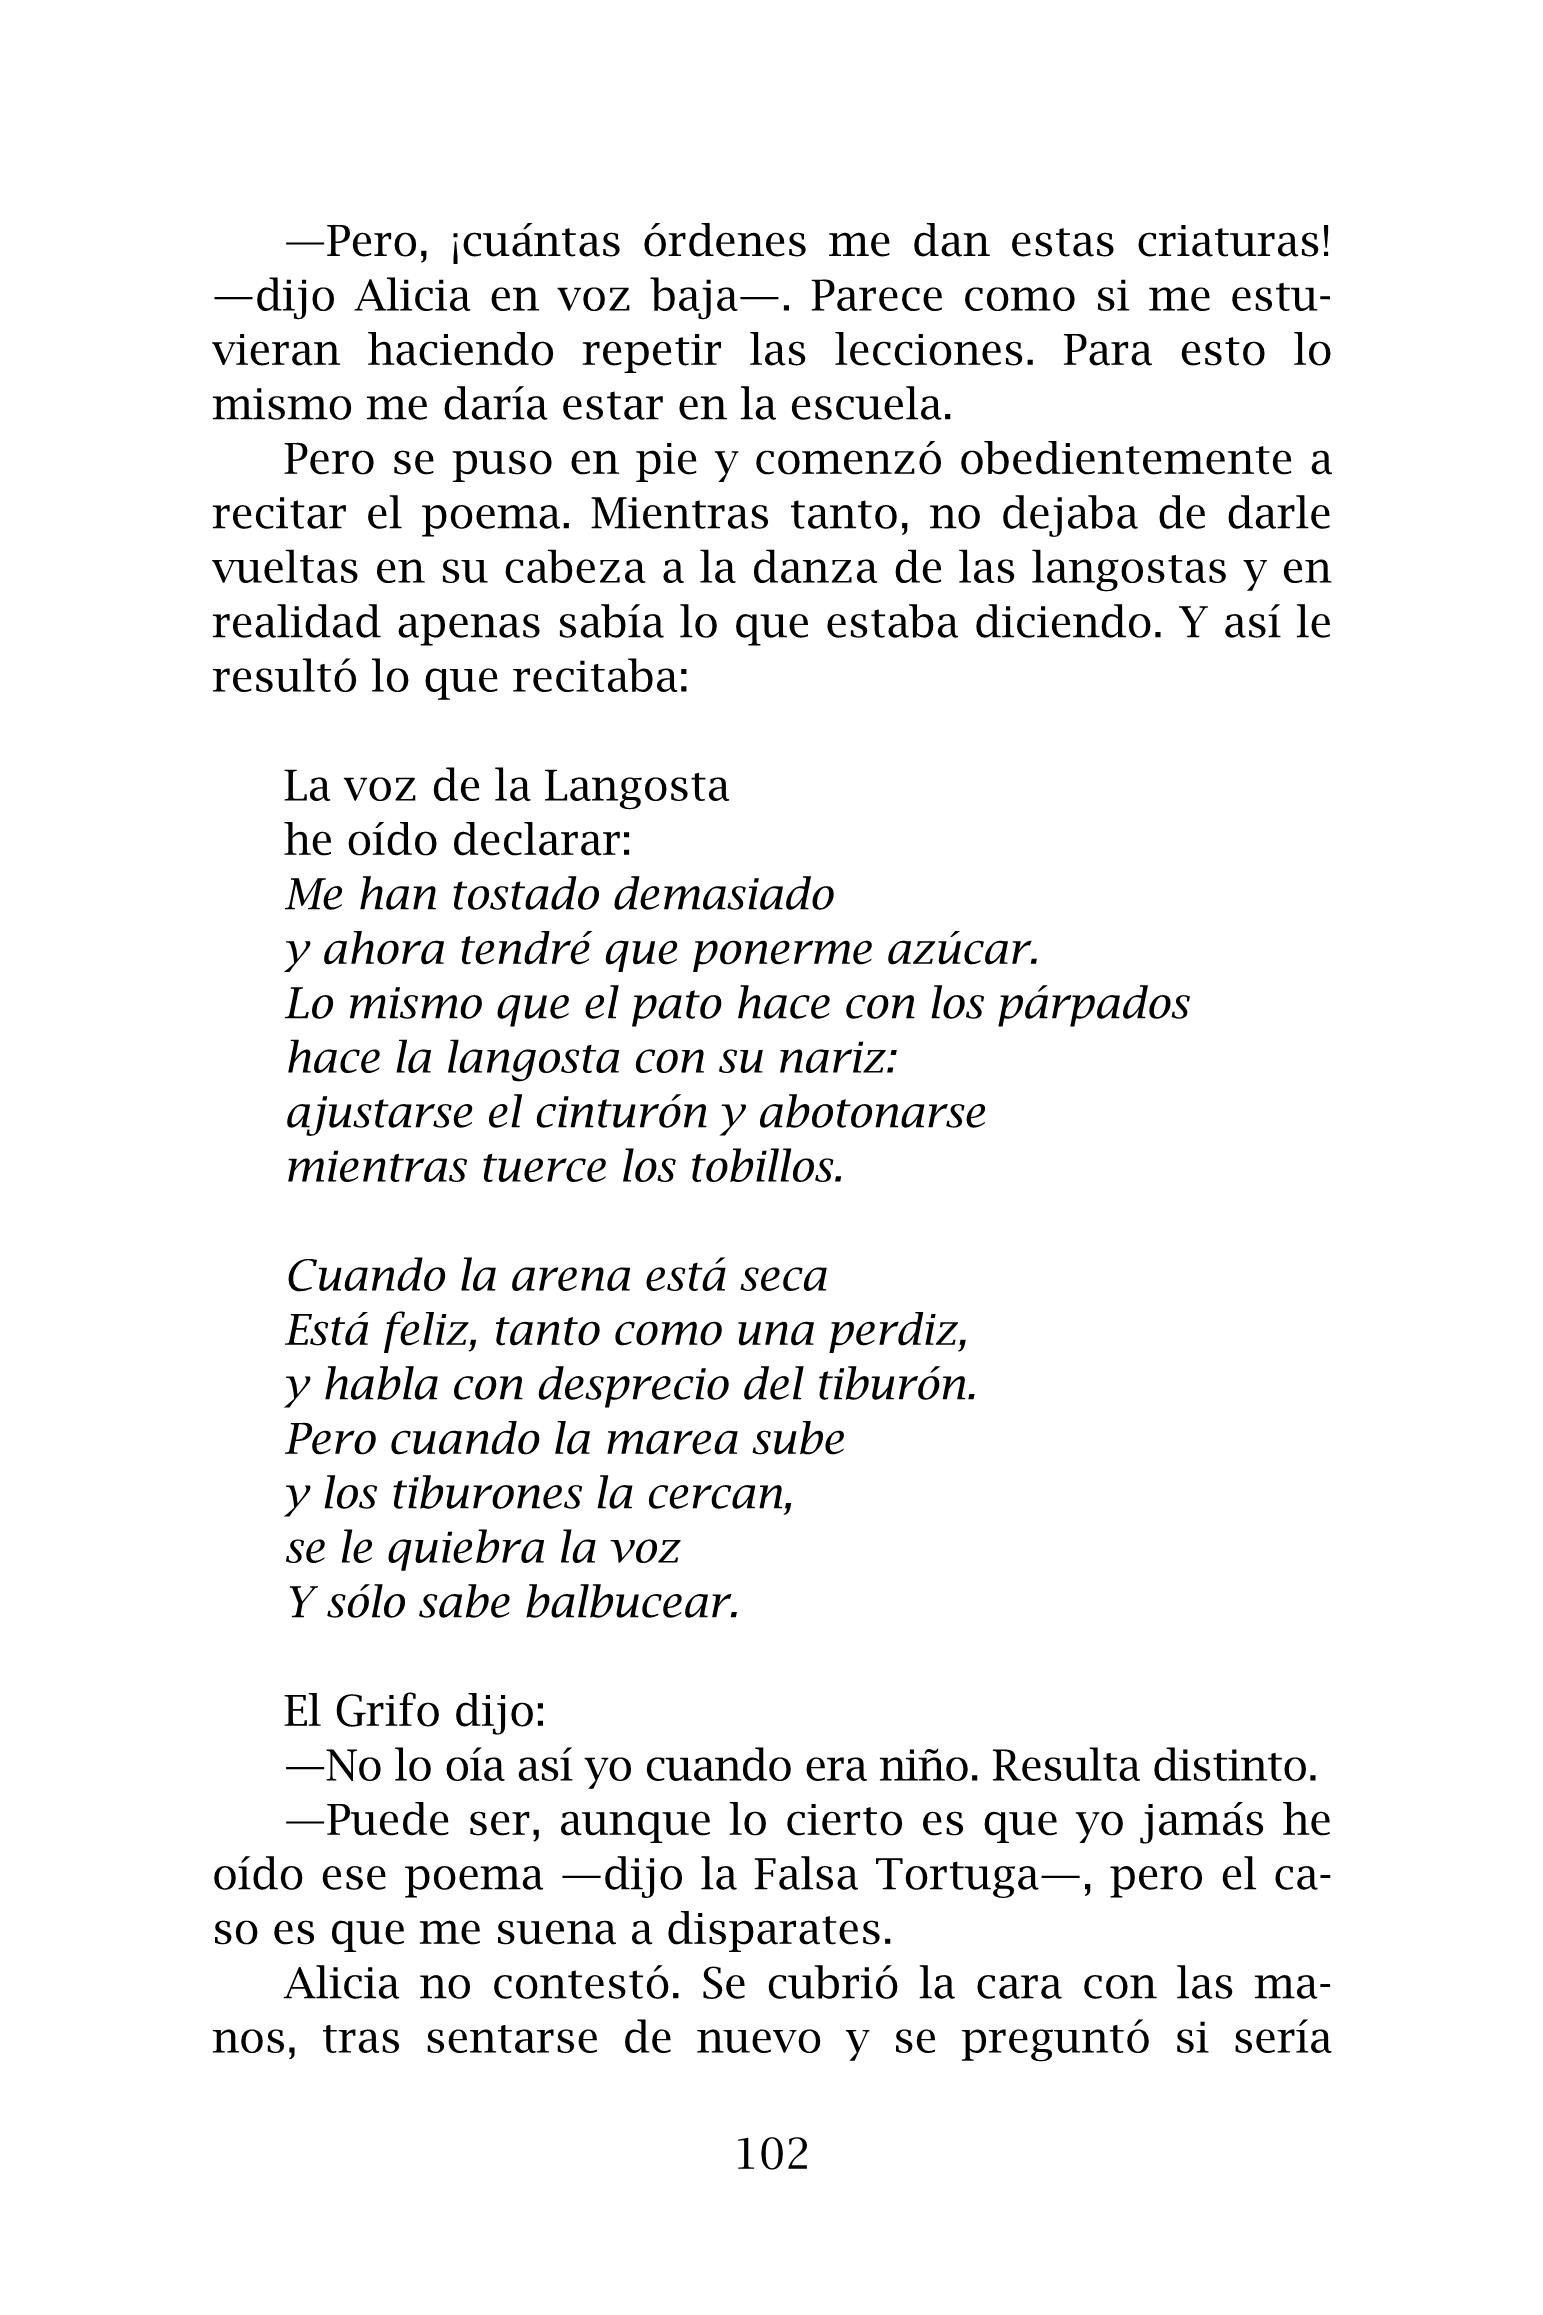 —Pero, ¡cuántas órdenes me dan estas criaturas!
—dijo Alicia en voz baja—. Parece como si me estu-
vieran haciendo repetir las lecciones. Para esto lo
mismo me daría estar en la escuela.
Pero se puso en pie y comenzó obedientemente a
recitar el poema. Mientras tanto, no dejaba de darle
vueltas en su cabeza a la danza de las langostas y en
realidad apenas sabía lo que estaba diciendo. Y así le
resultó lo que recitaba:
La voz de la Langosta
he oído declarar:
Me han tostado demasiado
y ahora tendré que ponerme azúcar.
Lo mismo que el pato hace con los párpados
hace la langosta con su nariz:
ajustarse el cinturón y abotonarse
mientras tuerce los tobillos.
Cuando la arena está seca
Está feliz, tanto como una perdiz,
y habla con desprecio del tiburón.
Pero cuando la marea sube
y los tiburones la cercan,
se le quiebra la voz
Y sólo sabe balbucear.
El Grifo dijo:
—No lo oía así yo cuando era niño. Resulta distinto.
—Puede ser, aunque lo cierto es que yo jamás he
oído ese poema —dijo la Falsa Tortuga—, pero el ca-
so es que me suena a disparates.
Alicia no contestó. Se cubrió la cara con las ma-
nos, tras sentarse de nuevo y se preguntó si sería
102